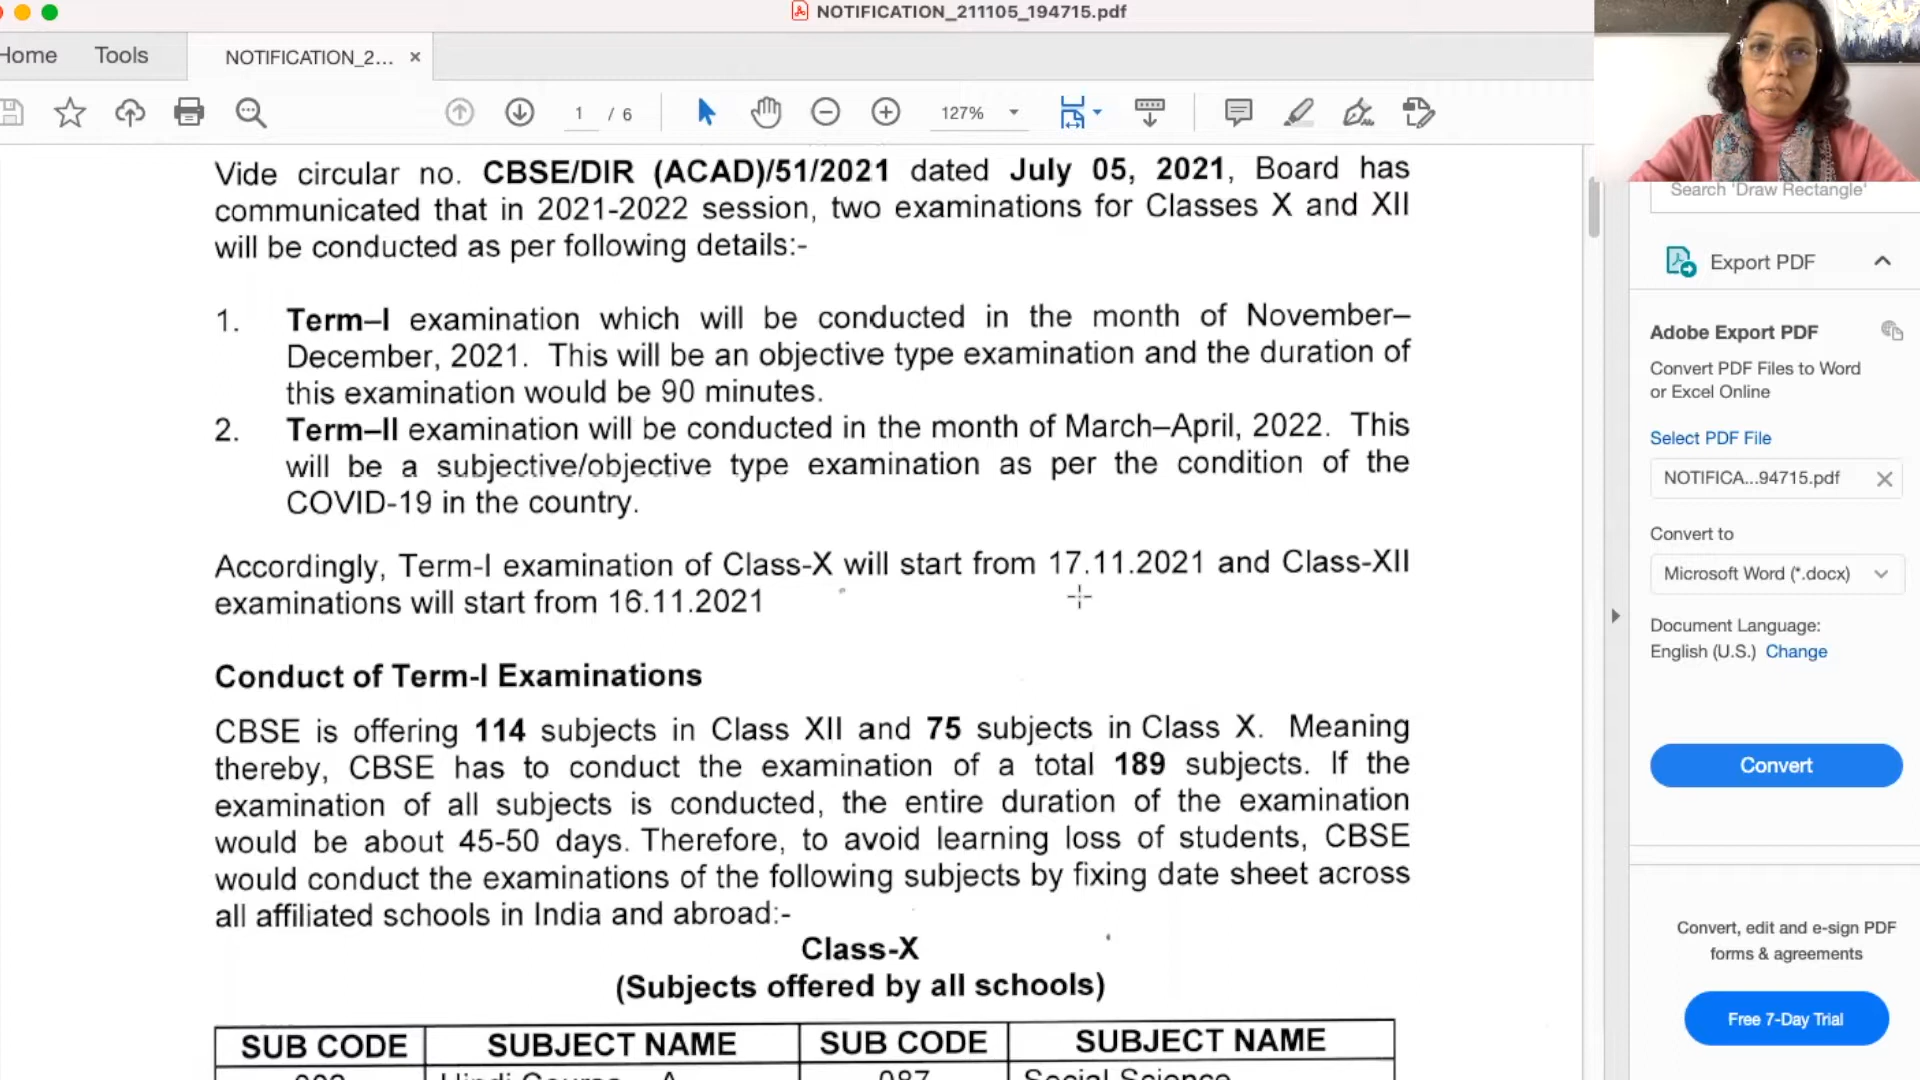 NOTIFICATION_211105_194715.pdf
Home Tools NOTIFICATION_2... ×
1 / 6 127%
Vide circular no. CBSE/DIR (ACAD)/51/2021 dated July 05, 2021, Board has
communicated that in 2021-2022 session, two examinations for Classes X and XII
will be conducted as per following details:-
1. Term–I examination which will be conducted in the month of November–
December, 2021. This will be an objective type examination and the duration of
this examination would be 90 minutes.
2. Term–II examination will be conducted in the month of March–April, 2022. This
will be a subjective/objective type examination as per the condition of the
COVID-19 in the country.
Accordingly, Term-I examination of Class-X will start from 17.11.2021 and Class-XII
examinations will start from 16.11.2021
Conduct of Term-I Examinations
CBSE is offering 114 subjects in Class XII and 75 subjects in Class X. Meaning
thereby, CBSE has to conduct the examination of a total 189 subjects. If the
examination of all subjects is conducted, the entire duration of the examination
would be about 45-50 days. Therefore, to avoid learning loss of students, CBSE
would conduct the examinations of the following subjects by fixing date sheet across
all affiliated schools in India and abroad:-
Class-X
(Subjects offered by all schools)
SUB CODE SUBJECT NAME SUB CODE SUBJECT NAME
Hindi Course A 087 Social Science
Search 'Draw Rectangle'
Export PDF
Adobe Export PDF
Convert PDF Files to Word
or Excel Online
Select PDF File
NOTIFICA...94715.pdf
Convert to
Microsoft Word (*.docx)
Document Language:
English (U.S.) Change
Convert
Convert, edit and e-sign PDF
forms & agreements
Free 7-Day Trial